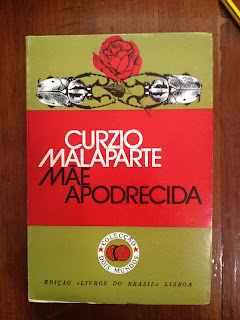 CURZIO
MALAPARTE
MÃE
APODRECIDA
COLECÇÃO
DOIS MUNDOS
EDIÇÃO «LIVROS DO BRASIL» LISBOA